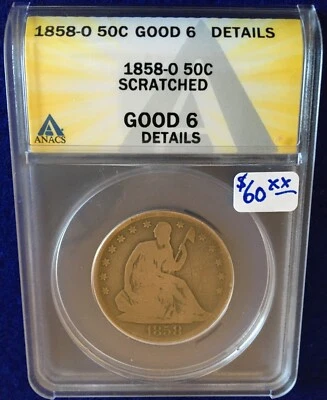 1858-O 50C GOOD 6 DETAILS
1858-O 50C
SCRATCHED
GOOD 6
DETAILS
ANACS
$60xx
1858